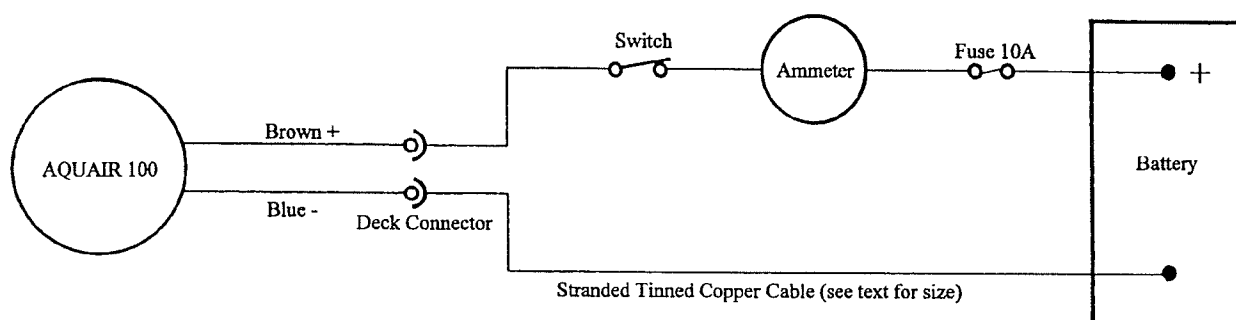 Switch
Ammeter
Fuse 10A
+
Brown +
AQUAIR 100
Battery
Blue -
Deck Connector
Stranded Tinned Copper Cable (see text for size)